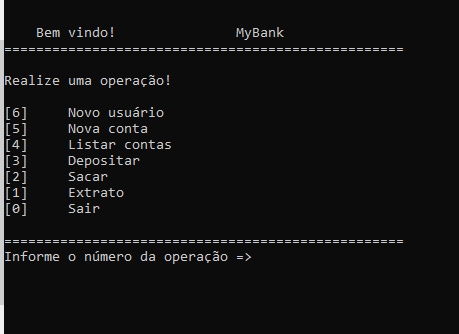 Bem vindo! MyBank
==================================================
Realize uma operação!
[6] Novo usuário
[5] Nova conta
[4] Listar contas
[3] Depositar
[2] Sacar
[1] Extrato
[0] Sair
==================================================
Informe o número da operação =>